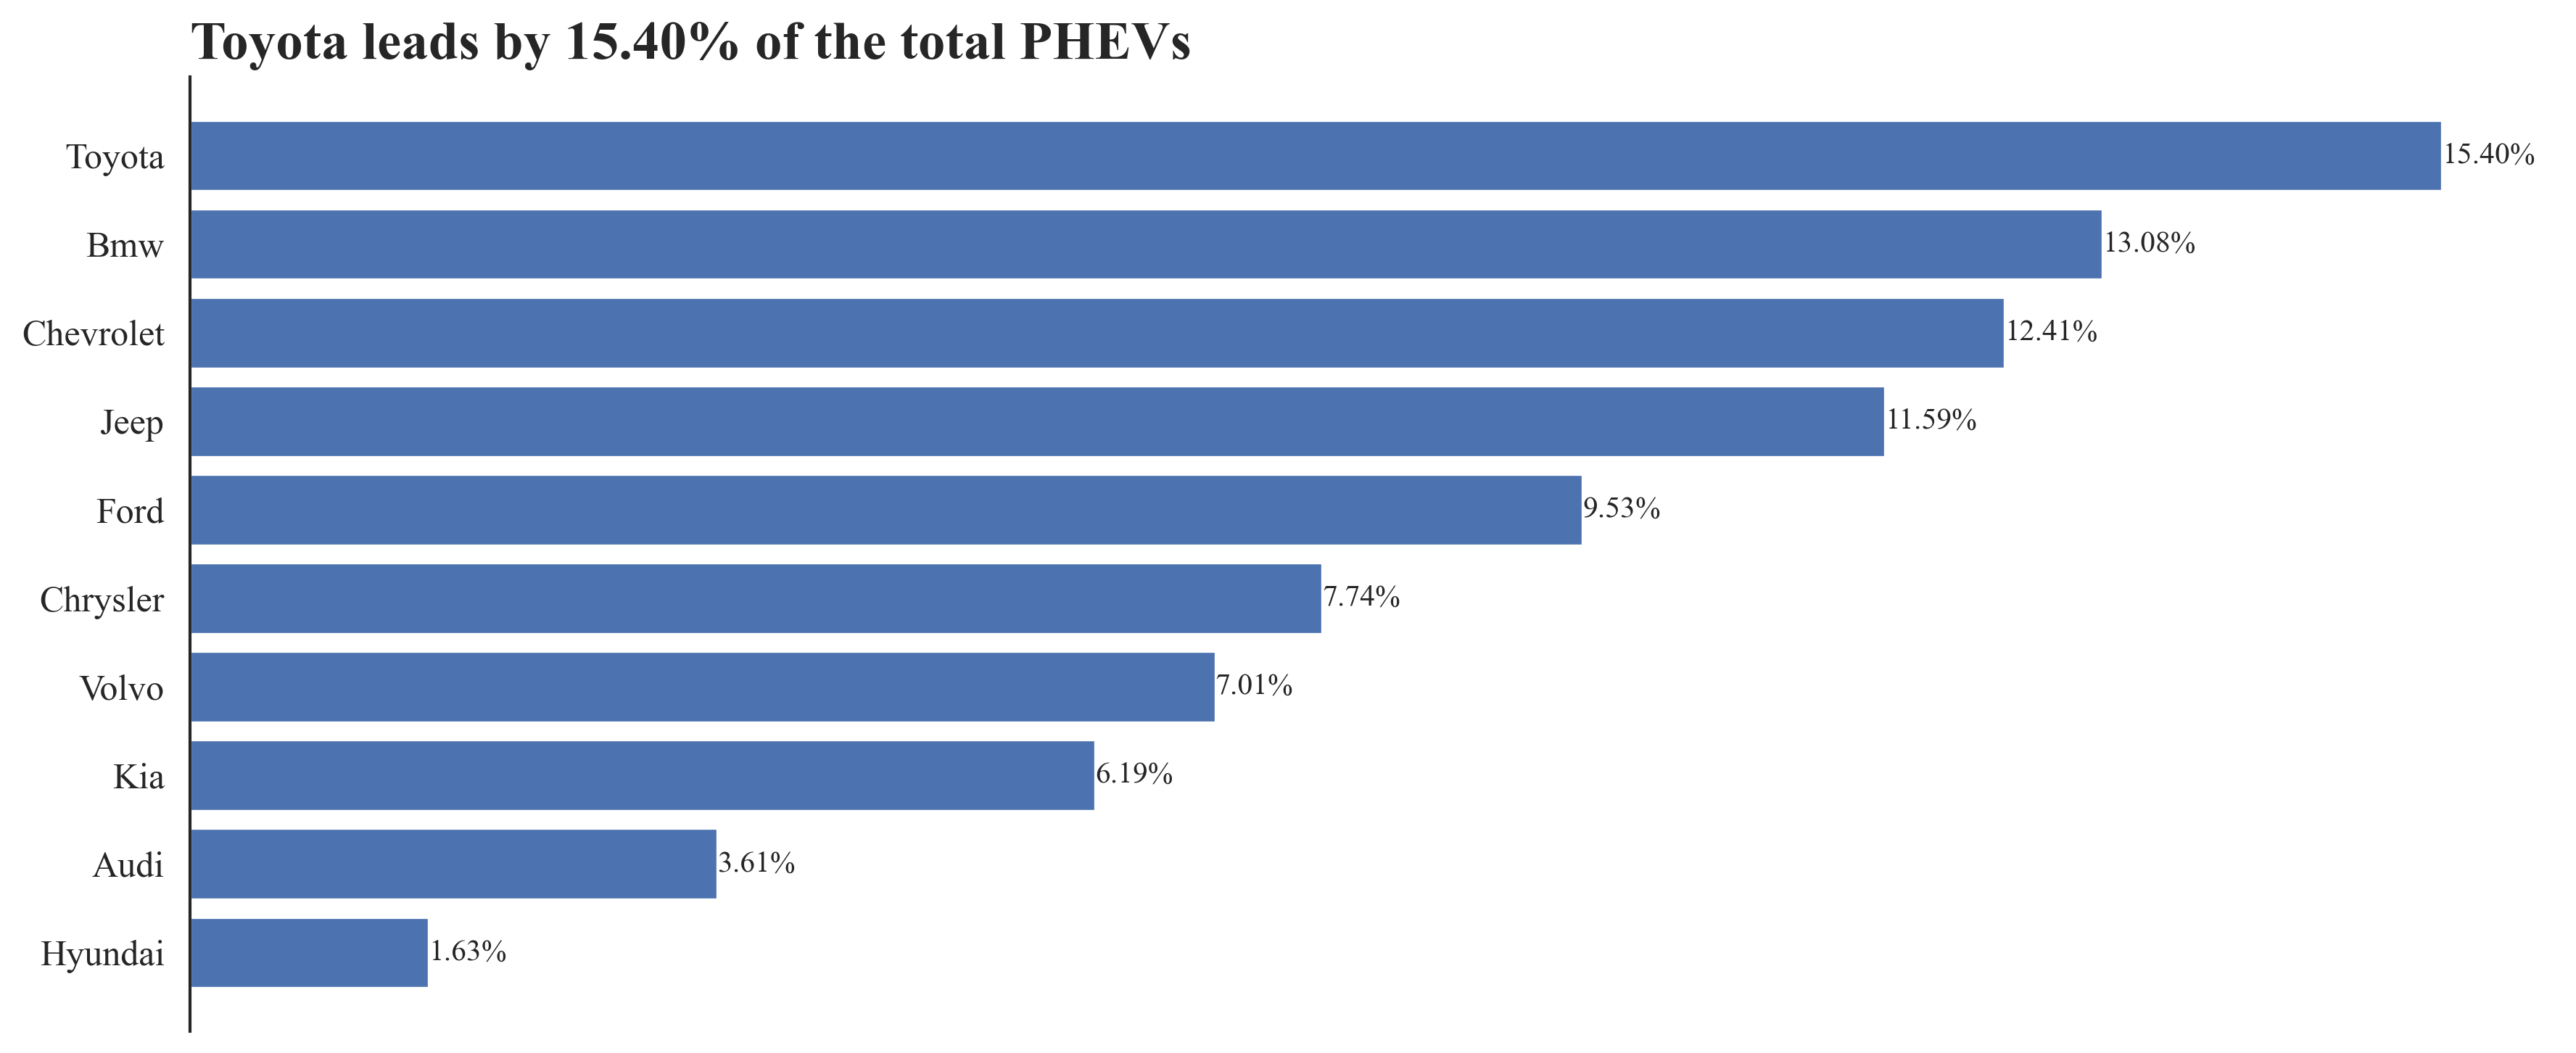 Toyota leads by 15.40% of the total PHEVs
Toyota 15.40%
Bmw 13.08%
Chevrolet 12.41%
Jeep 11.59%
Ford 9.53%
Chrysler 7.74%
Volvo 7.01%
Kia 6.19%
Audi 3.61%
Hyundai 1.63%